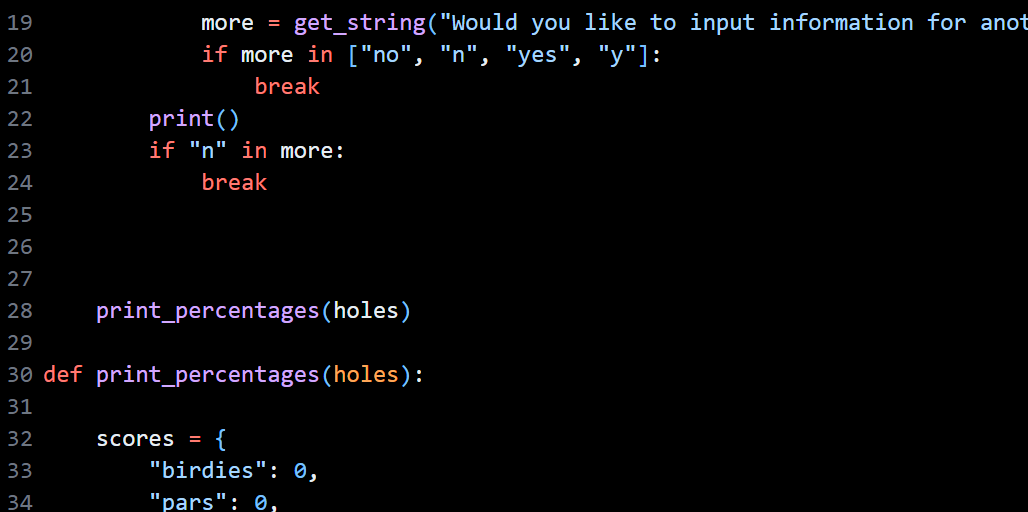 19 more = get_string("Would you like to input information for anot
20 if more in ["no", "n", "yes", "y"]:
21 break
22 print()
23 if "n" in more:
24 break
25
26
27
28 print_percentages(holes)
29
30 def print_percentages(holes):
31
32 scores = {
33 "birdies": 0,
34 "pars": 0,